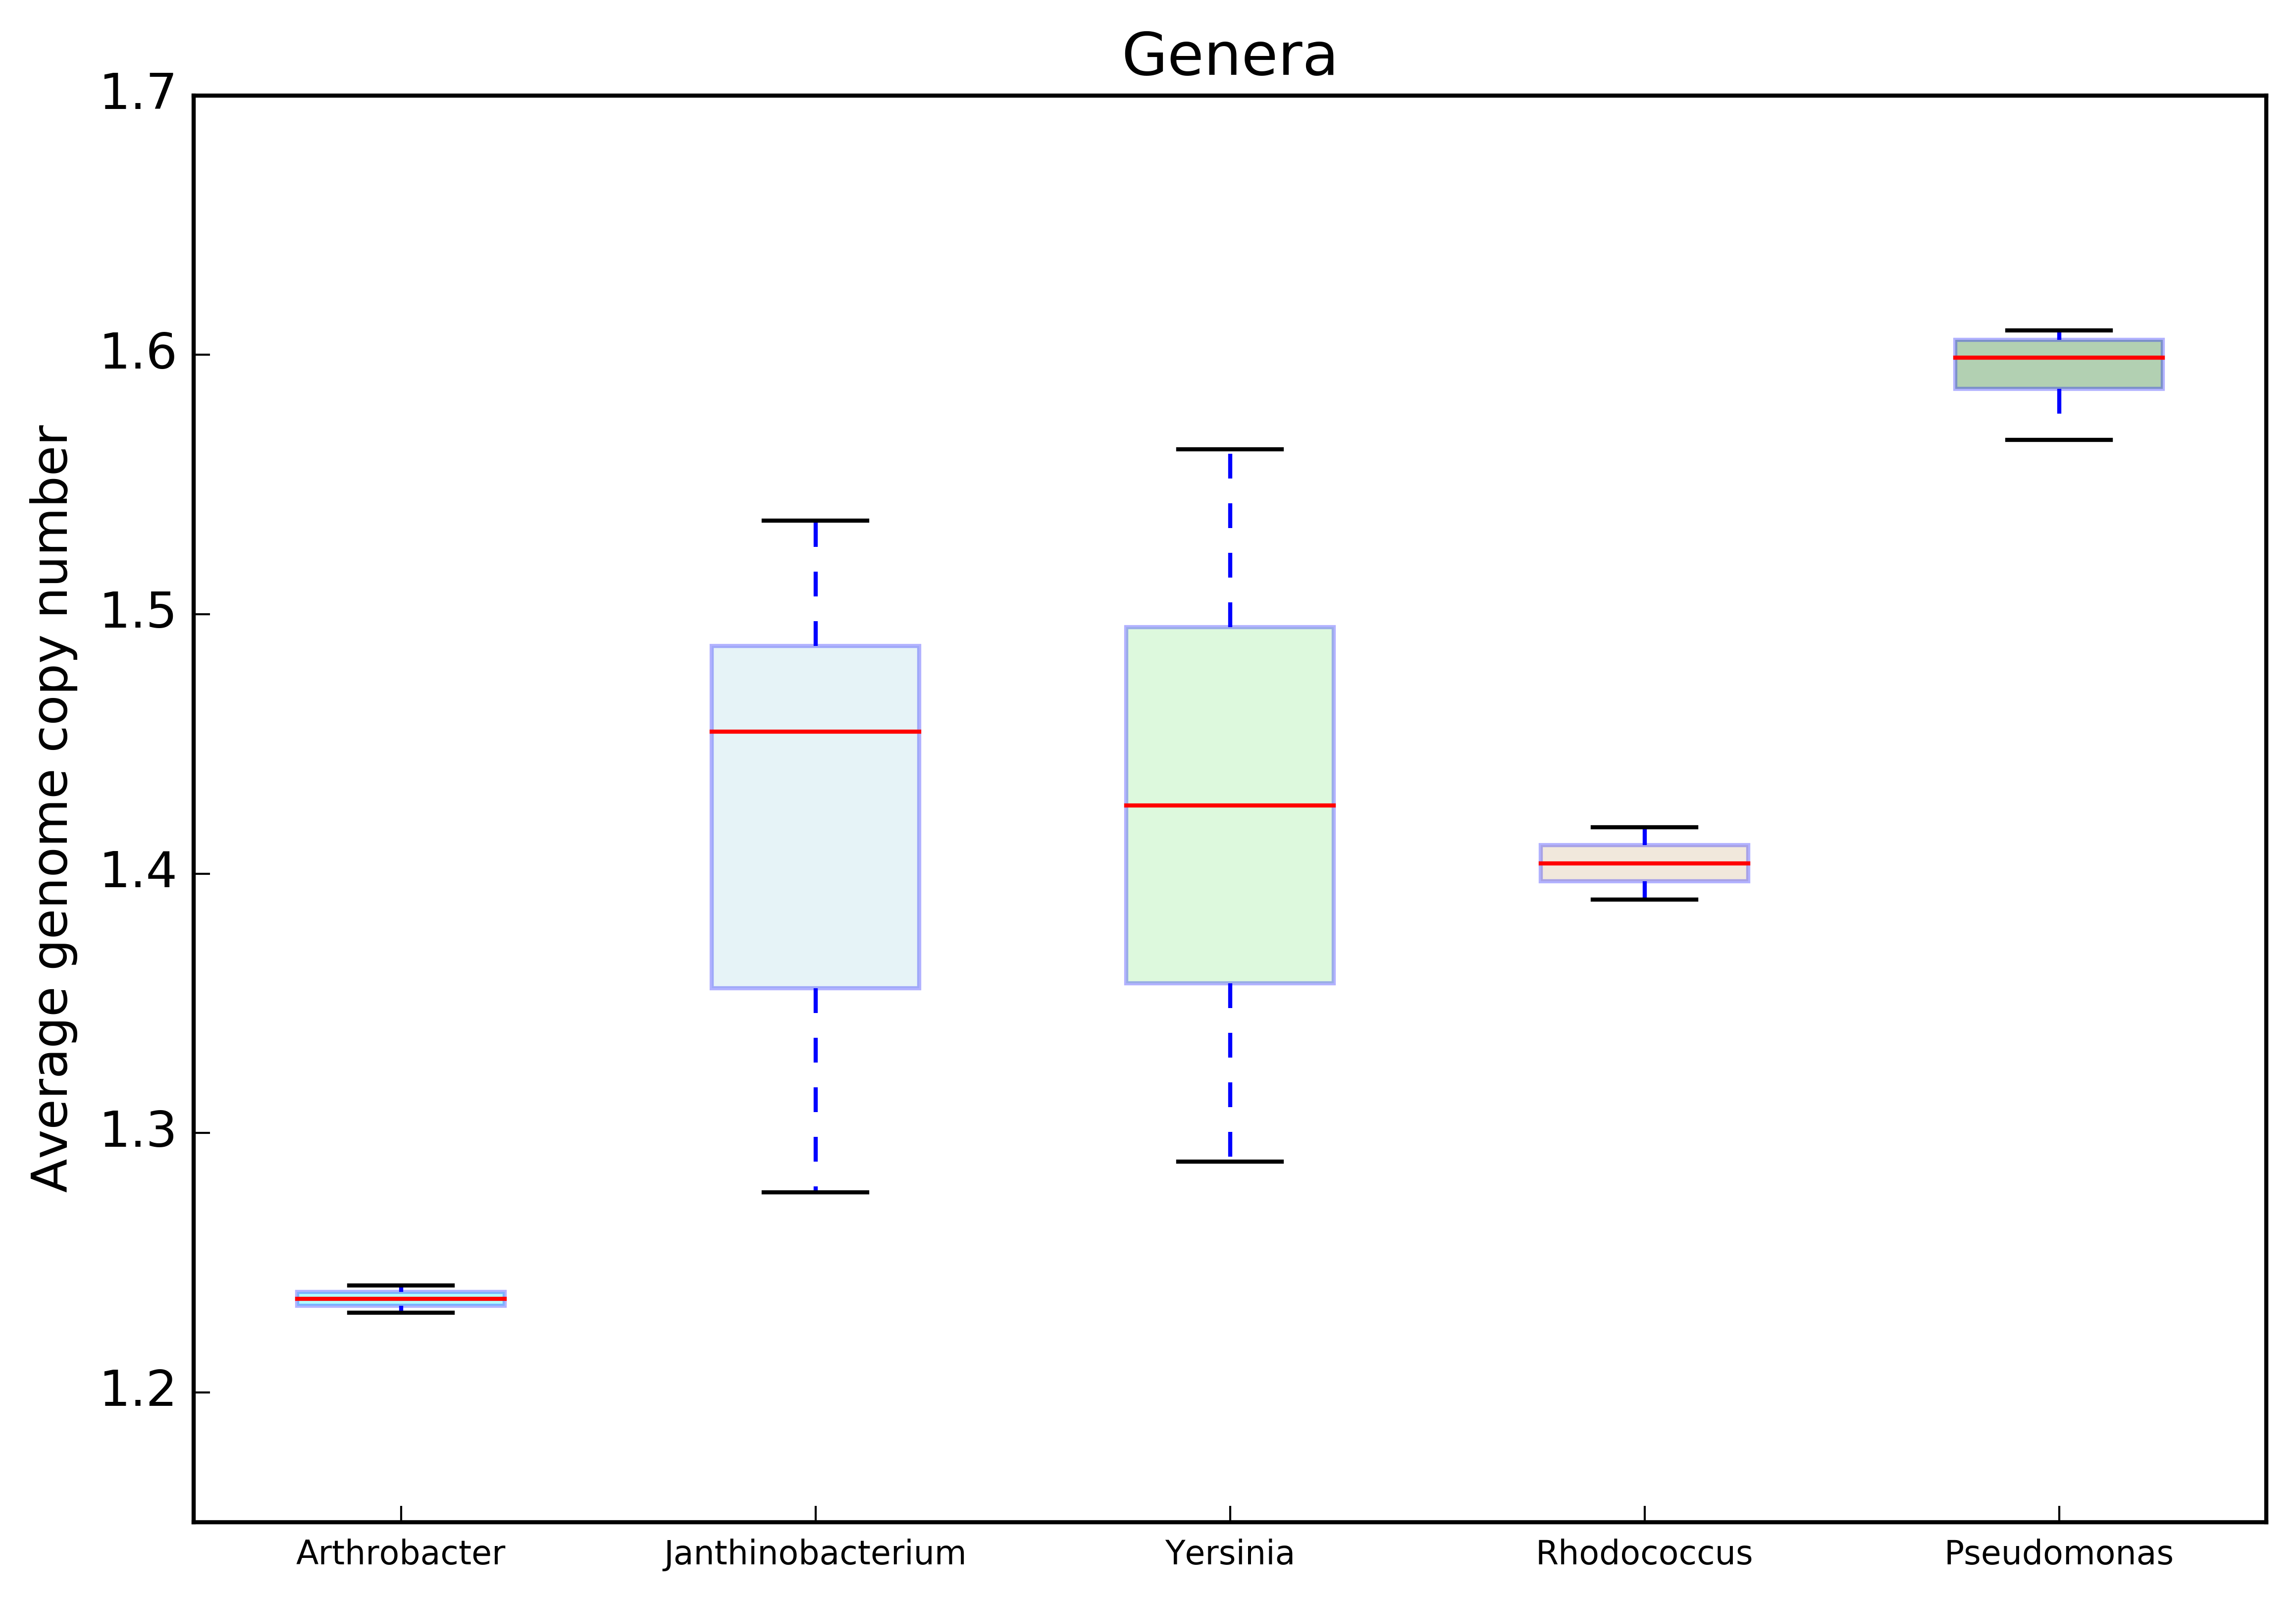 Genera
Average genome copy number
1.7
1.6
1.5
1.4
1.3
1.2
Arthrobacter
Janthinobacterium
Yersinia
Rhodococcus
Pseudomonas